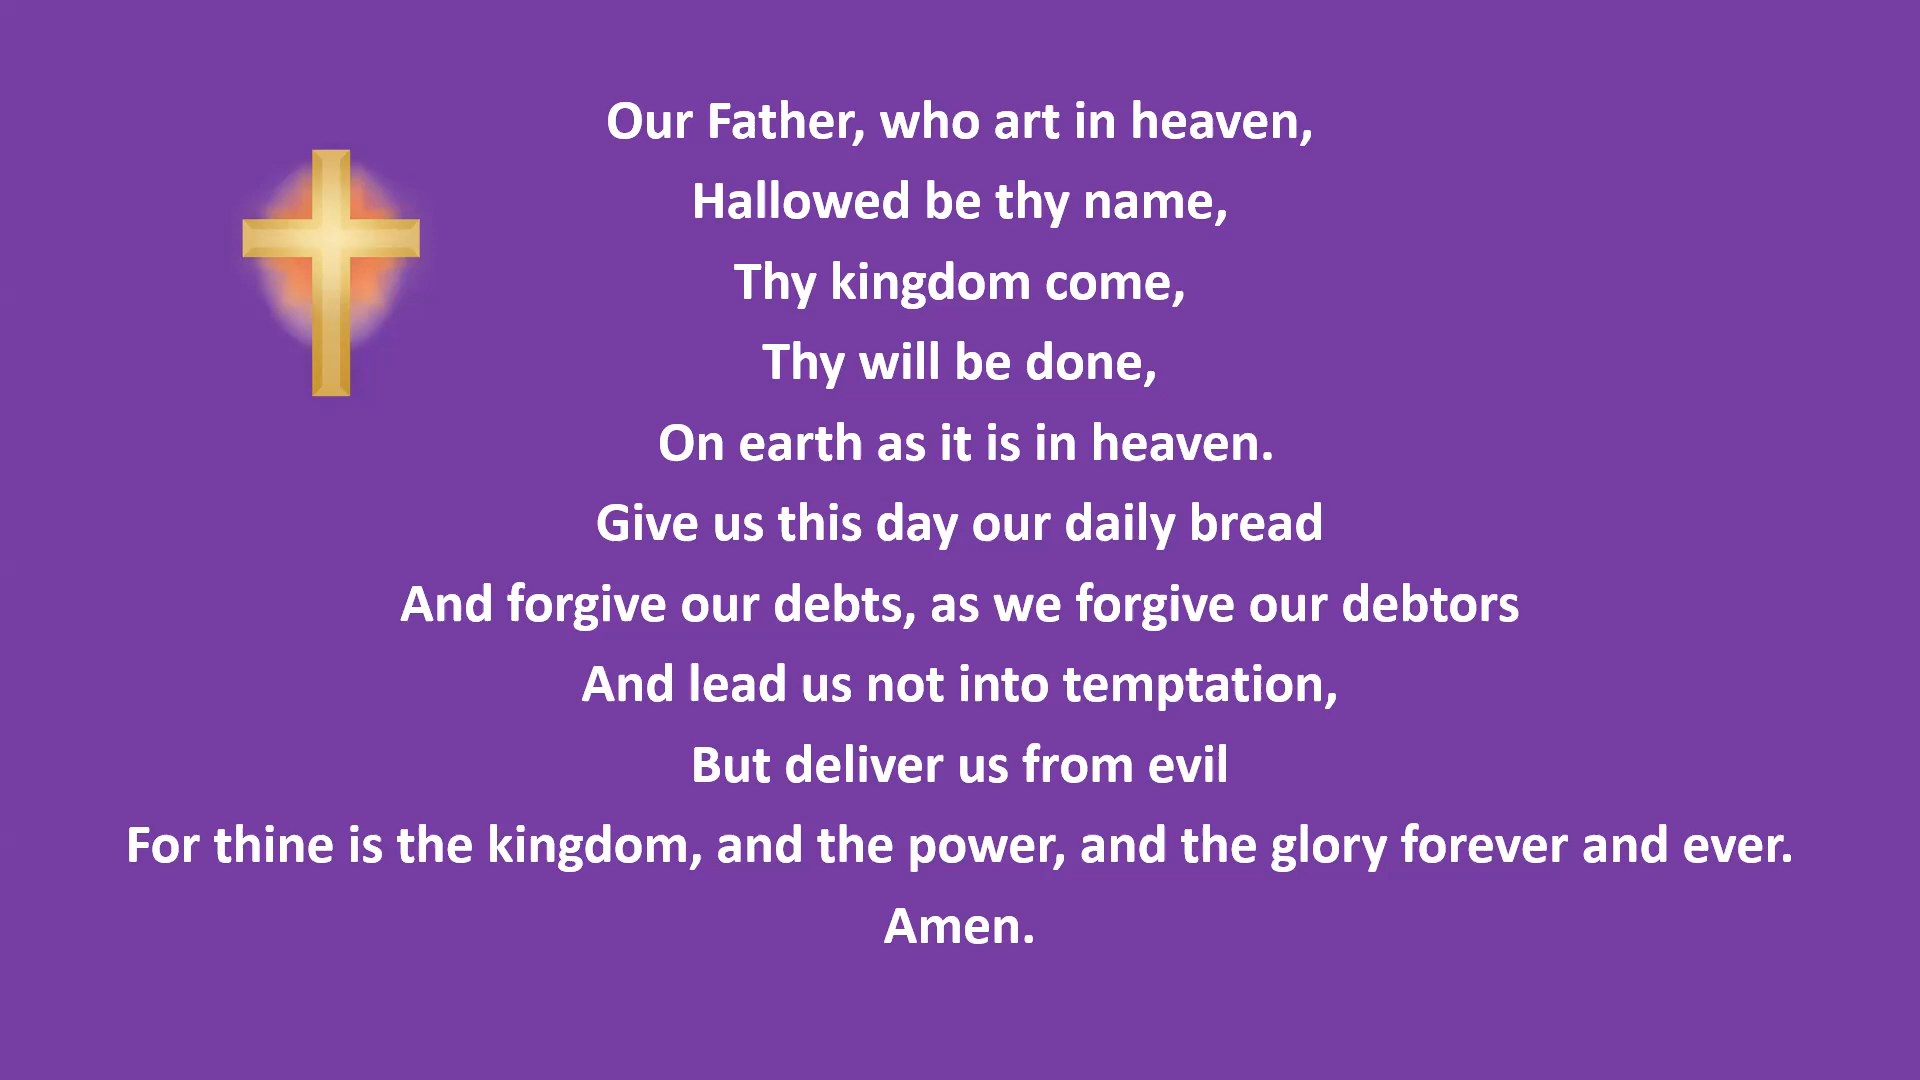 Our Father, who art in heaven,
Hallowed be thy name,
Thy kingdom come,
Thy will be done,
On earth as it is in heaven.
Give us this day our daily bread
And forgive our debts, as we forgive our debtors
And lead us not into temptation,
But deliver us from evil
For thine is the kingdom, and the power, and the glory forever and ever.
Amen.